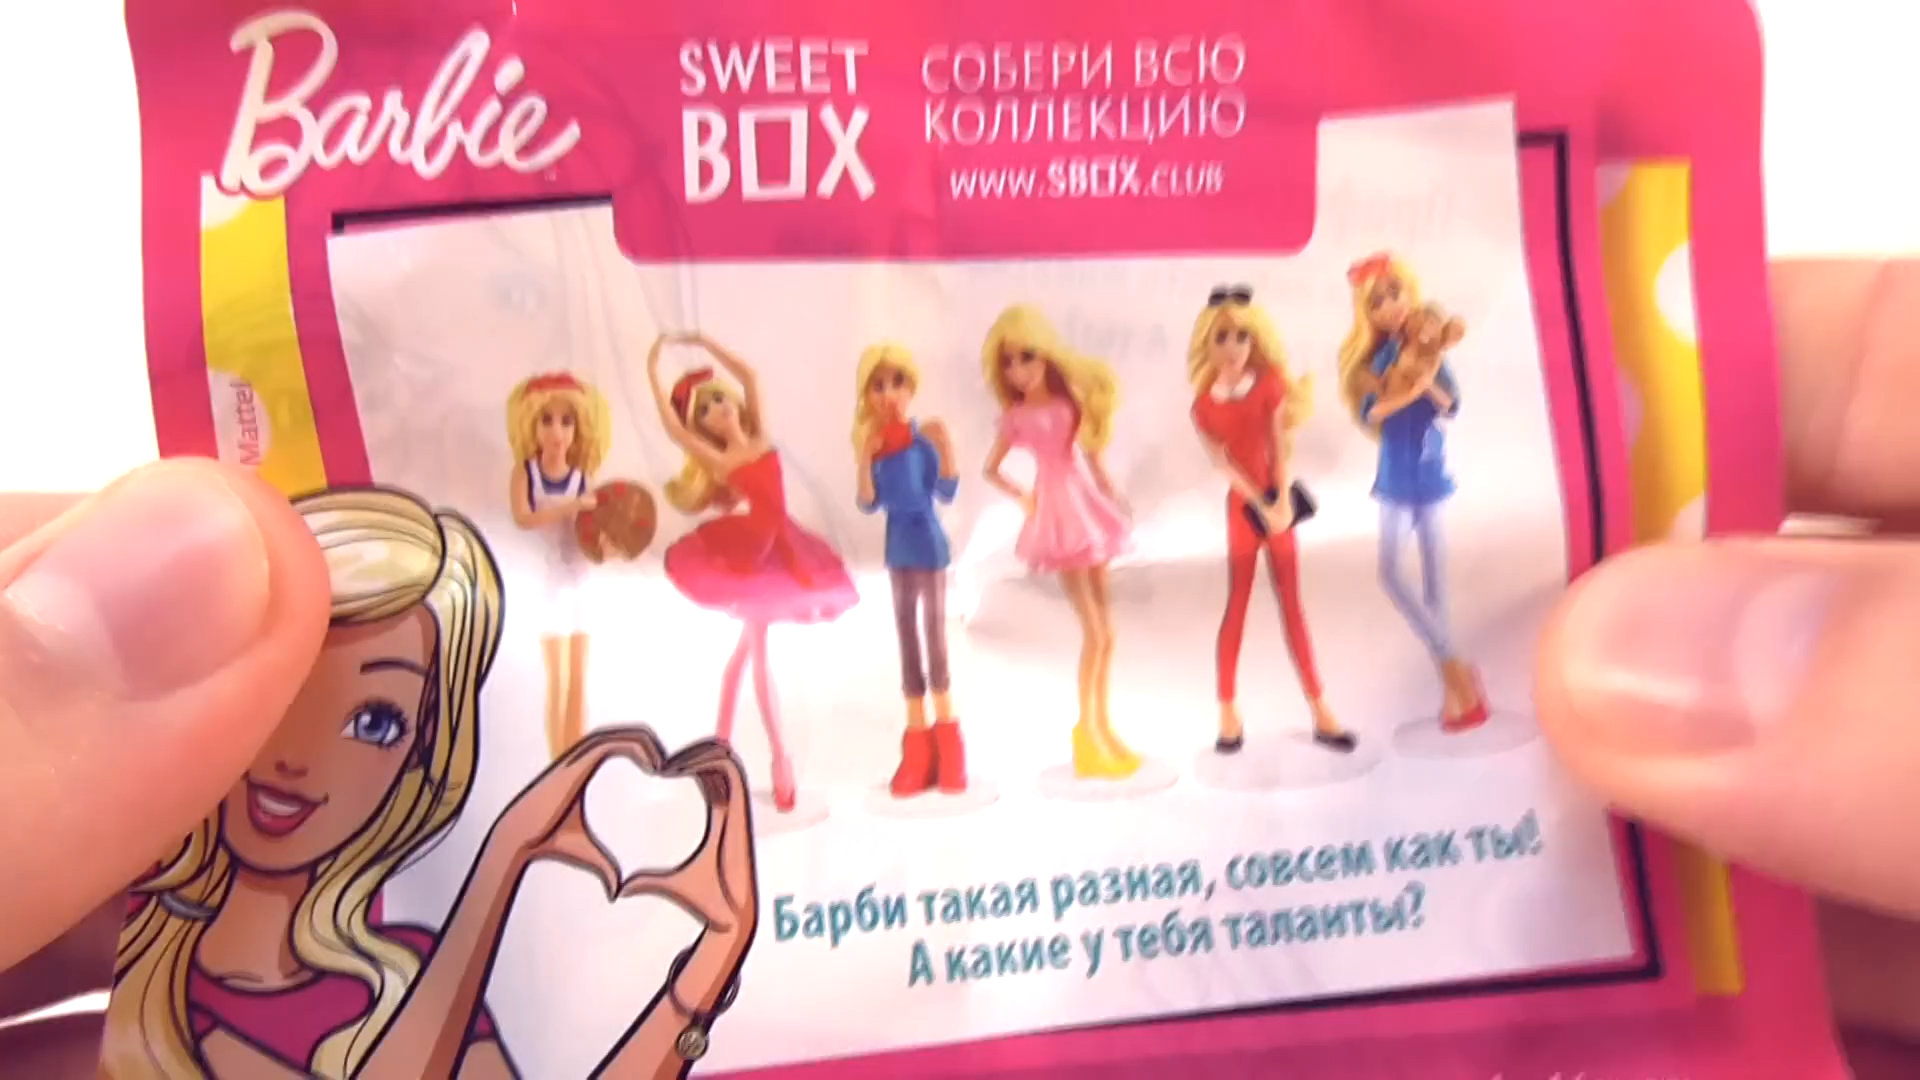 Barbie
SWEET
BOX
СОБЕРИ ВСЮ
КОЛЛЕКЦИЮ
WWW.SBOX.CLUB
Mattel
Барби такая разная, совсем как ты!
А какие у тебя таланты?